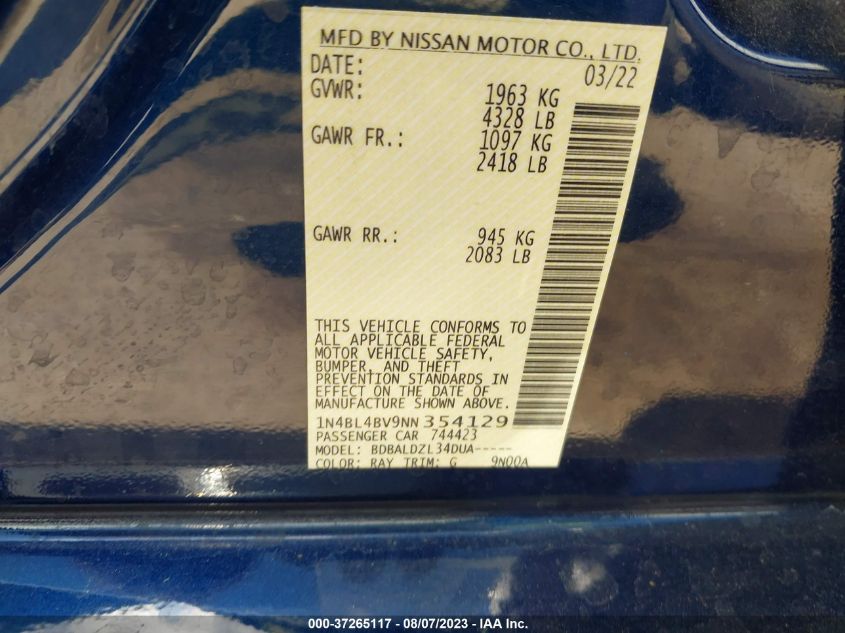 MFD BY NISSAN MOTOR CO., LTD.
DATE: 03/22
GVWR: 1963 KG
4328 LB
GAWR FR.: 1097 KG
2418 LB
GAWR RR.: 945 KG
2083 LB
THIS VEHICLE CONFORMS TO
ALL APPLICABLE FEDERAL
MOTOR VEHICLE SAFETY,
BUMPER, AND THEFT
PREVENTION STANDARDS IN
EFFECT ON THE DATE OF
MANUFACTURE SHOWN ABOVE.
1N4BL4BV9NN354129
PASSENGER CAR 744423
MODEL: BDBALDZL34DUA-----
COLOR: RAY TRIM: G 9N00A
000-37265117 - 08/07/2023 - IAA Inc.